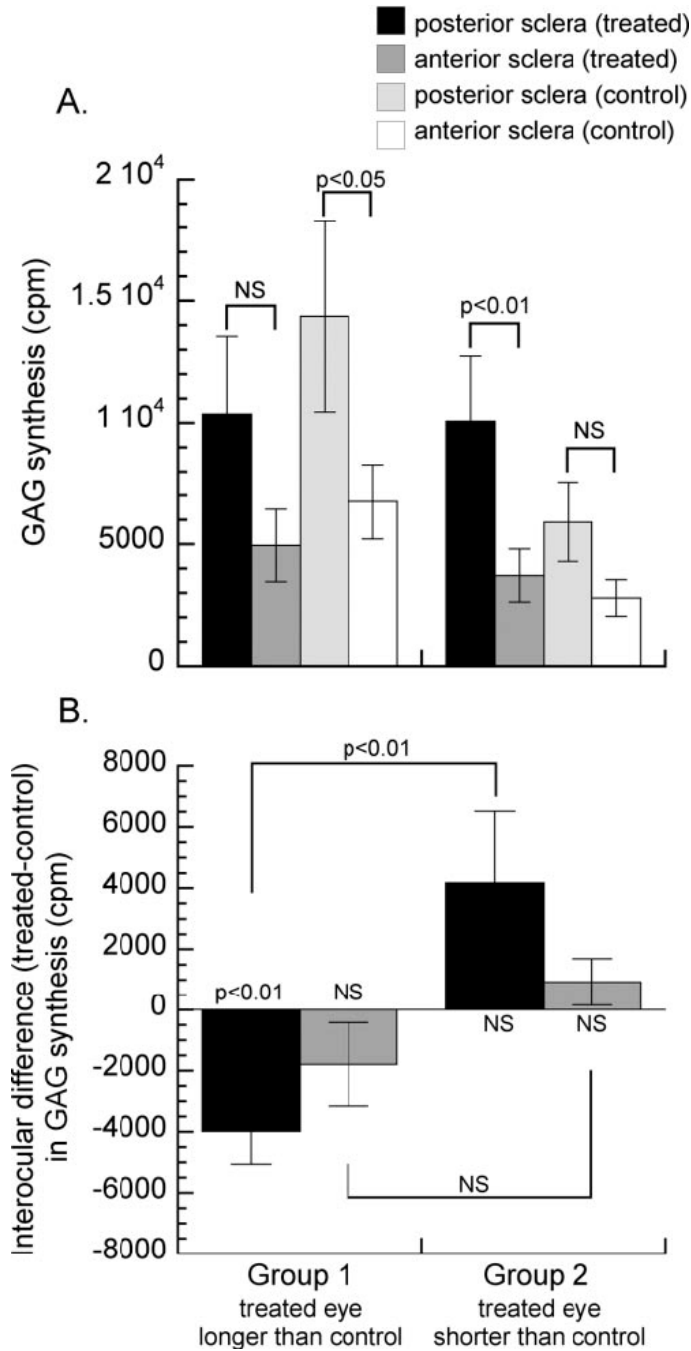 posterior sclera (treated)
anterior sclera (treated)
posterior sclera (control)
anterior sclera (control)
A.
GAG synthesis (cpm)
2 10⁴
1.5 10⁴
1 10⁴
5000
0
NS
p<0.05
p<0.01
NS
B.
Interocular difference (treated-control)
in GAG synthesis (cpm)
8000
6000
4000
2000
0
-2000
-4000
-6000
-8000
p<0.01
p<0.01
NS
NS
NS
NS
Group 1
treated eye
longer than control
Group 2
treated eye
shorter than control